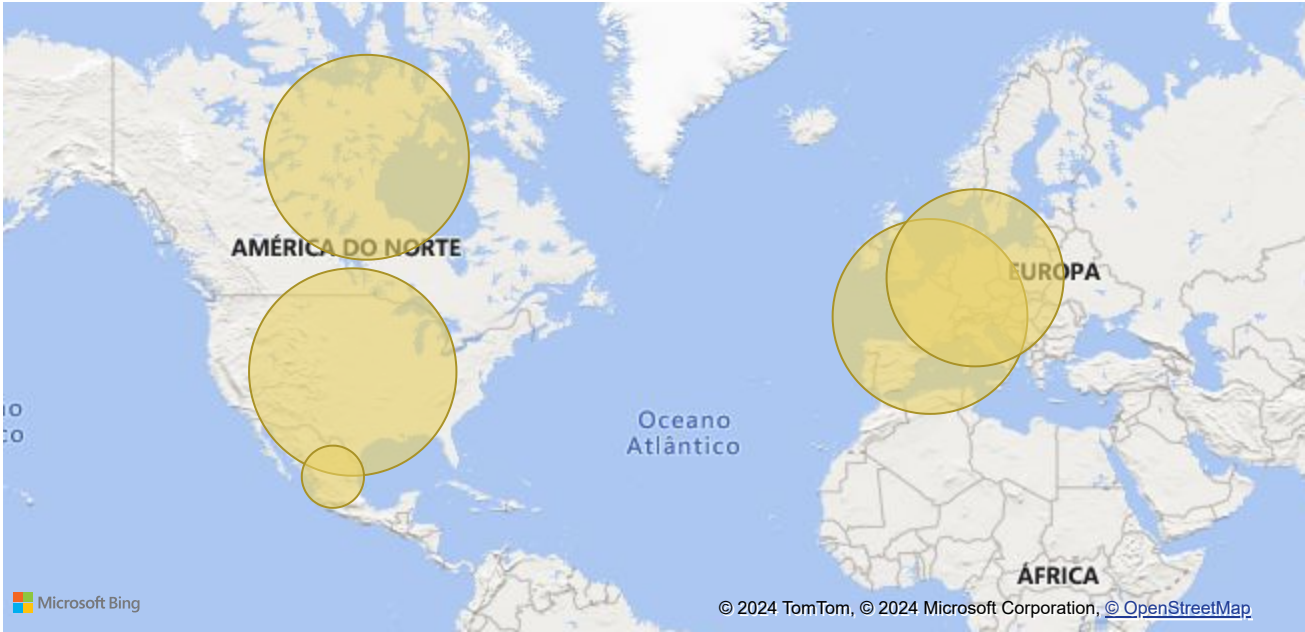 AMÉRICA DO NORTE
EUROPA
Oceano
Atlântico
ÁFRICA
Microsoft Bing
© 2024 TomTom, © 2024 Microsoft Corporation, © OpenStreetMap